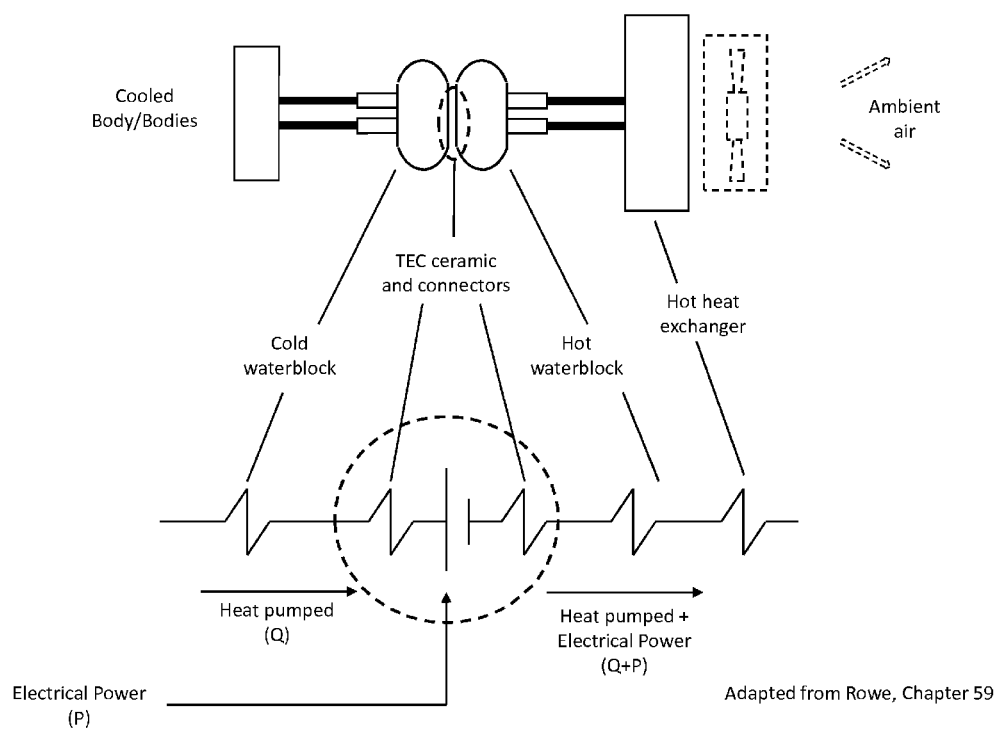 Cooled
Body/Bodies
Ambient
air
TEC ceramic
and connectors
Hot heat
exchanger
Cold
waterblock
Hot
waterblock
Heat pumped
(Q)
Heat pumped +
Electrical Power
(Q+P)
Electrical Power
(P)
Adapted from Rowe, Chapter 59